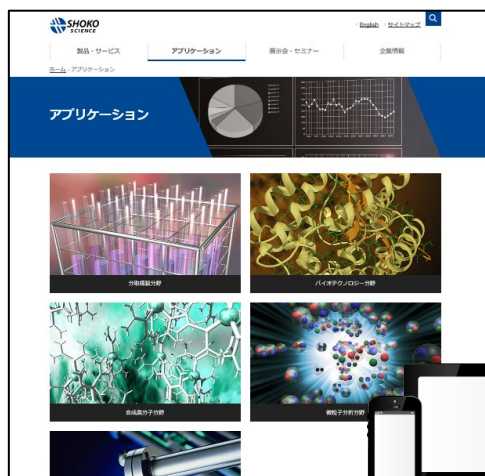 SHOKO
SCIENCE
English サイトマップ
製品・サービス アプリケーション 展示会・セミナー 企業情報
ホーム アプリケーション
アプリケーション
分取精製分野 バイオテクノロジー分野
合成高分子分野 微粒子分析分野